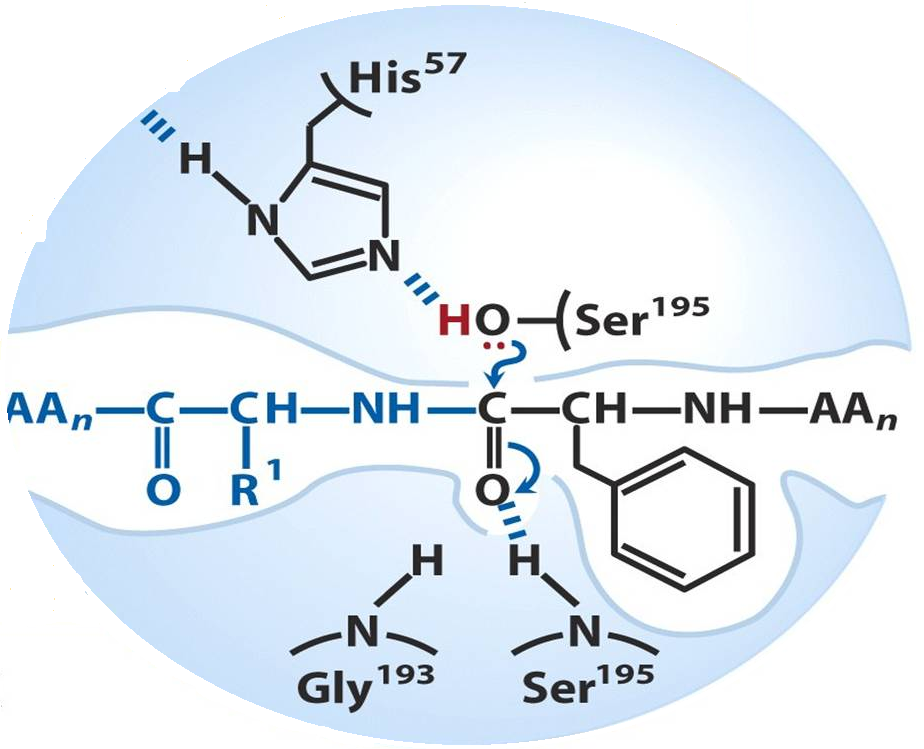 His⁵⁷
H
N
N
HO—(Ser¹⁹⁵
AAₙ—C—CH—NH—C—CH—NH—AAₙ
O R¹ O
H H
N N
Gly¹⁹³ Ser¹⁹⁵